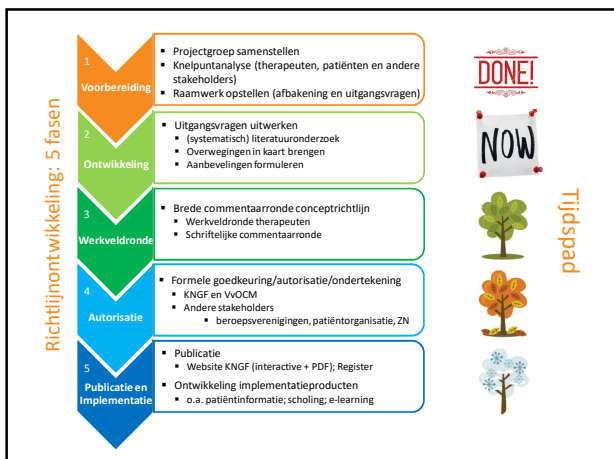 Richtlijnontwikkeling: 5 fasen
1
Voorbereiding
▪ Projectgroep samenstellen
▪ Knelpuntanalyse (therapeuten, patiënten en andere
stakeholders)
▪ Raamwerk opstellen (afbakening en uitgangsvragen)
DONE!
2
Ontwikkeling
▪ Uitgangsvragen uitwerken
▪ (systematisch) literatuuronderzoek
▪ Overwegingen in kaart brengen
▪ Aanbevelingen formuleren
NOW
3
Werkveldronde
▪ Brede commentaarronde conceptrichtlijn
▪ Werkveldronde therapeuten
▪ Schriftelijke commentaarronde
4
Autorisatie
▪ Formele goedkeuring/autorisatie/ondertekening
▪ KNGF en VvOCM
▪ Andere stakeholders
▪ beroepsverenigingen, patiëntorganisatie, ZN
5
Publicatie en
Implementatie
▪ Publicatie
▪ Website KNGF (interactive + PDF); Register
▪ Ontwikkeling implementatieproducten
▪ o.a. patiëntinformatie; scholing; e-learning
Tijdspad